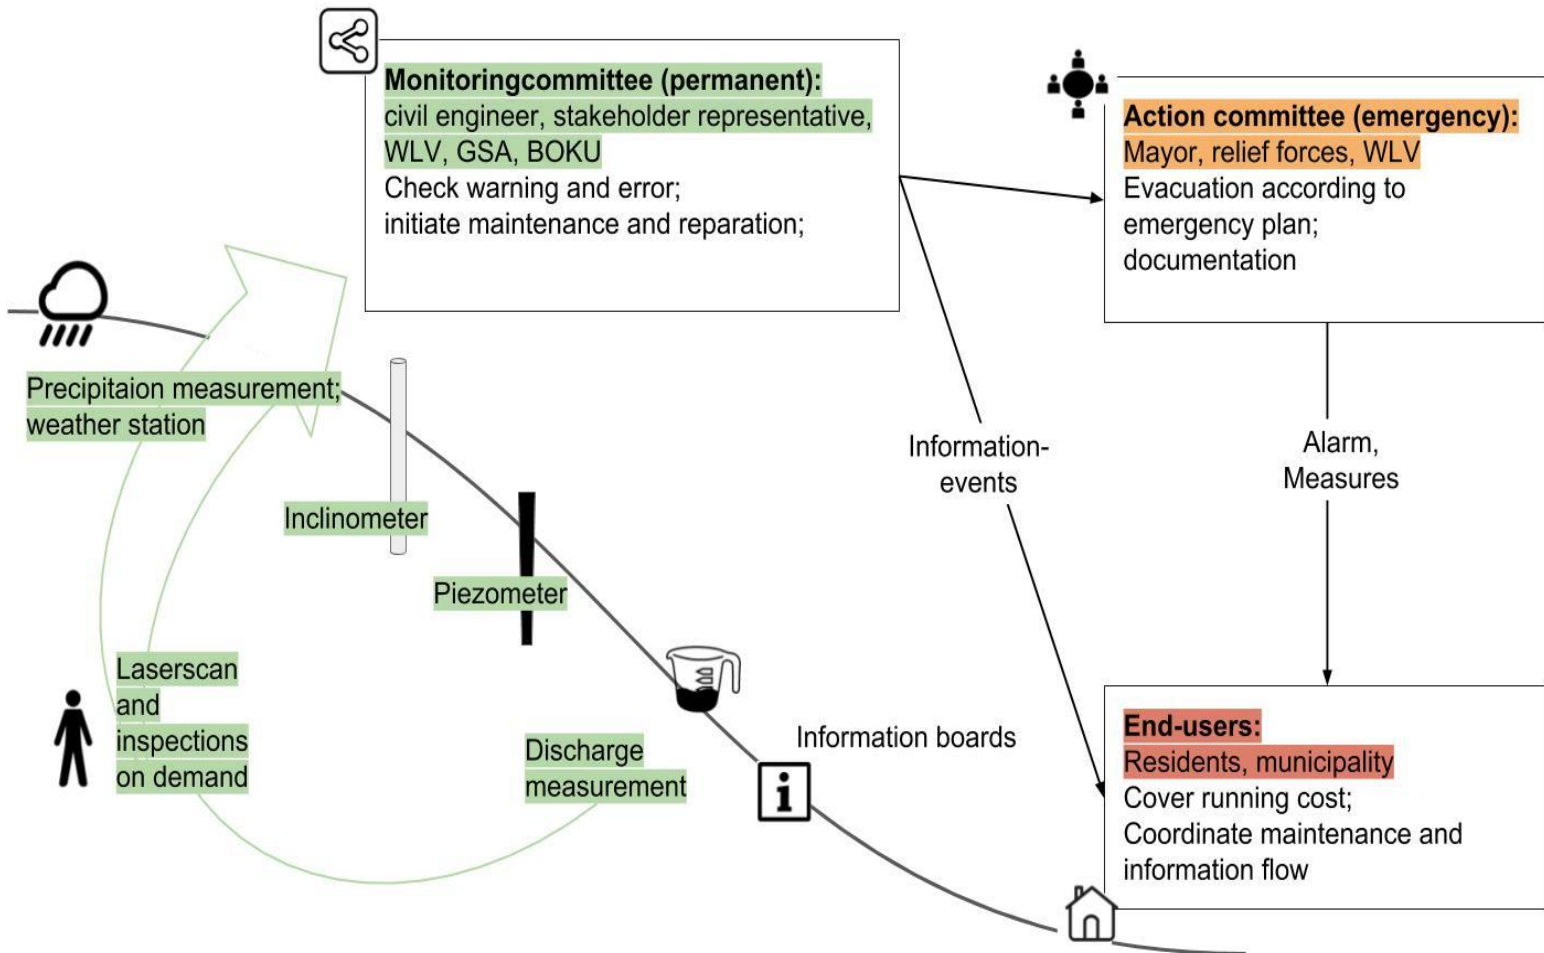 Monitoringcommittee (permanent):
civil engineer, stakeholder representative,
WLV, GSA, BOKU
Check warning and error;
initiate maintenance and reparation;
Action committee (emergency):
Mayor, relief forces, WLV
Evacuation according to
emergency plan;
documentation
Precipitaion measurement;
weather station
Inclinometer
Piezometer
Information-
events
Alarm,
Measures
Laserscan
and
inspections
on demand
Discharge
measurement
Information boards
i
End-users:
Residents, municipality
Cover running cost;
Coordinate maintenance and
information flow